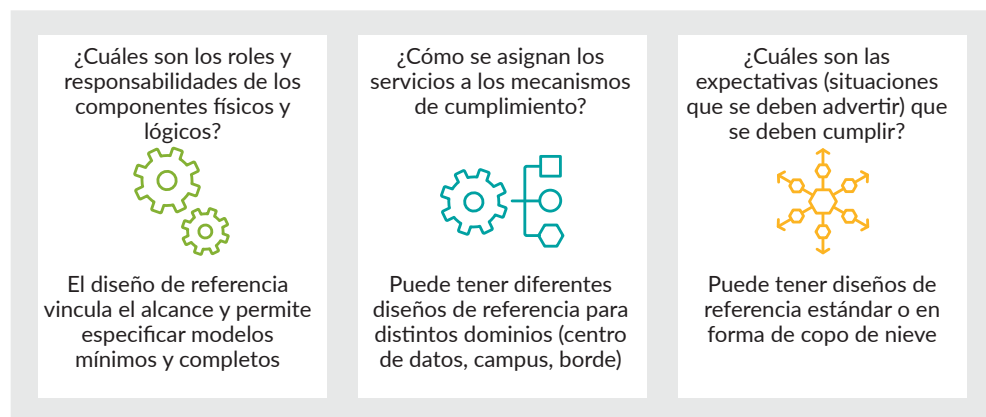 ¿Cuáles son los roles y
responsabilidades de los
componentes físicos y
lógicos?
El diseño de referencia
vincula el alcance y permite
especificar modelos
mínimos y completos
¿Cómo se asignan los
servicios a los mecanismos
de cumplimiento?
Puede tener diferentes
diseños de referencia para
distintos dominios (centro
de datos, campus, borde)
¿Cuáles son las
expectativas (situaciones
que se deben advertir) que
se deben cumplir?
Puede tener diseños de
referencia estándar o en
forma de copo de nieve